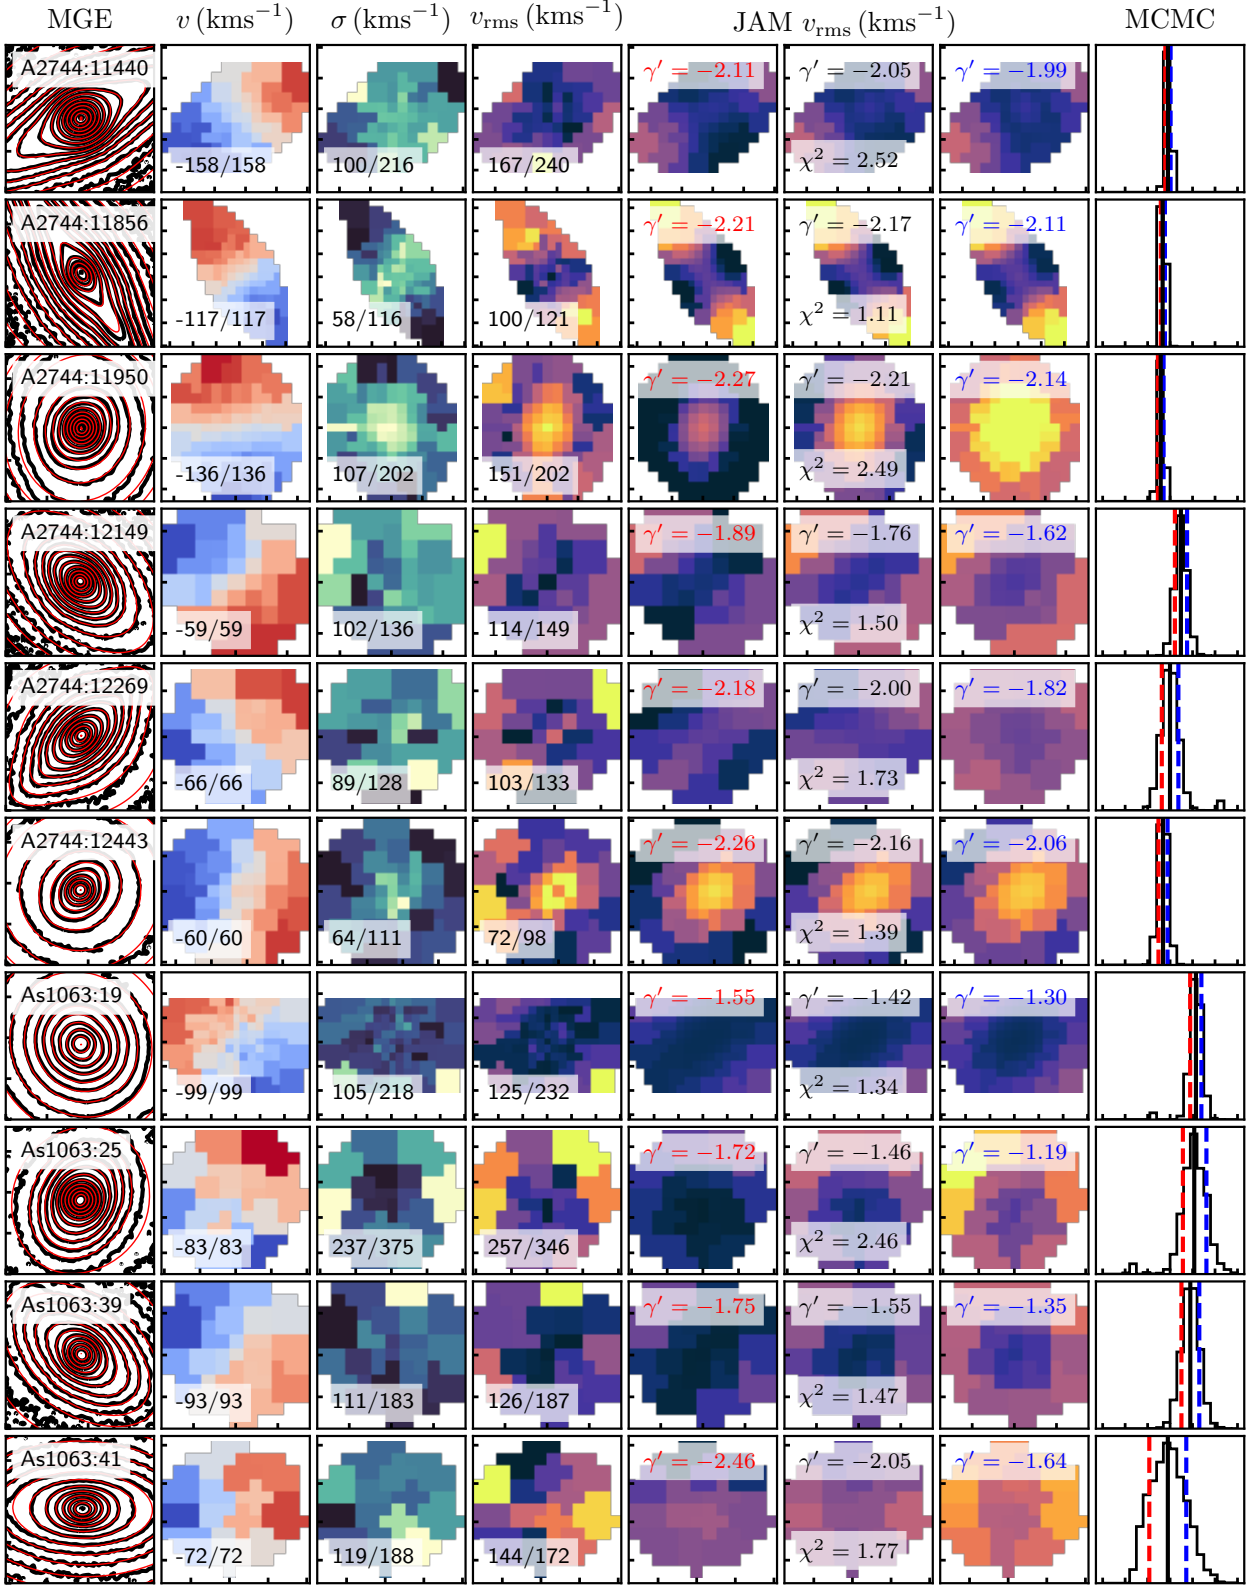 MGE v (kms⁻¹) σ (kms⁻¹) v_rms (kms⁻¹) JAM v_rms (kms⁻¹) MCMC
A2744:11440 γ′ = −2.11 γ′ = −2.05 γ′ = −1.99
-158/158 100/216 167/240 χ² = 2.52
A2744:11856 γ′ = −2.21 γ′ = −2.17 γ′ = −2.11
-117/117 58/116 100/121 χ² = 1.11
A2744:11950 γ′ = −2.27 γ′ = −2.21 γ′ = −2.14
-136/136 107/202 151/202 χ² = 2.49
A2744:12149 γ′ = −1.89 γ′ = −1.76 γ′ = −1.62
-59/59 102/136 114/149 χ² = 1.50
A2744:12269 γ′ = −2.18 γ′ = −2.00 γ′ = −1.82
-66/66 89/128 103/133 χ² = 1.73
A2744:12443 γ′ = −2.26 γ′ = −2.16 γ′ = −2.06
-60/60 64/111 72/98 χ² = 1.39
As1063:19 γ′ = −1.55 γ′ = −1.42 γ′ = −1.30
-99/99 105/218 125/232 χ² = 1.34
As1063:25 γ′ = −1.72 γ′ = −1.46 γ′ = −1.19
-83/83 237/375 257/346 χ² = 2.46
As1063:39 γ′ = −1.75 γ′ = −1.55 γ′ = −1.35
-93/93 111/183 126/187 χ² = 1.47
As1063:41 γ′ = −2.46 γ′ = −2.05 γ′ = −1.64
-72/72 119/188 144/172 χ² = 1.77